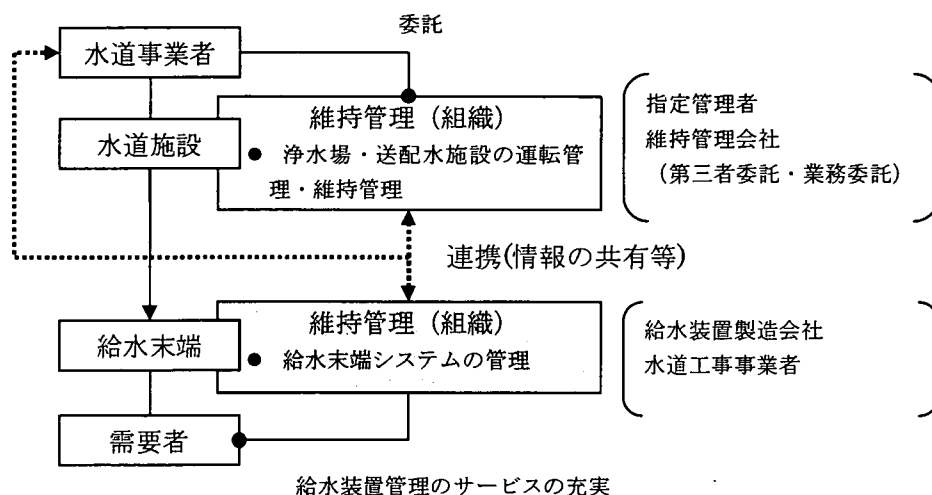 委託
水道事業者
維持管理（組織）
● 浄水場・送配水施設の運転管
理・維持管理
水道施設
指定管理者
維持管理会社
（第三者委託・業務委託）
連携(情報の共有等)
維持管理（組織）
● 給水末端システムの管理
給水末端
給水装置製造会社
水道工事事業者
需要者
給水装置管理のサービスの充実